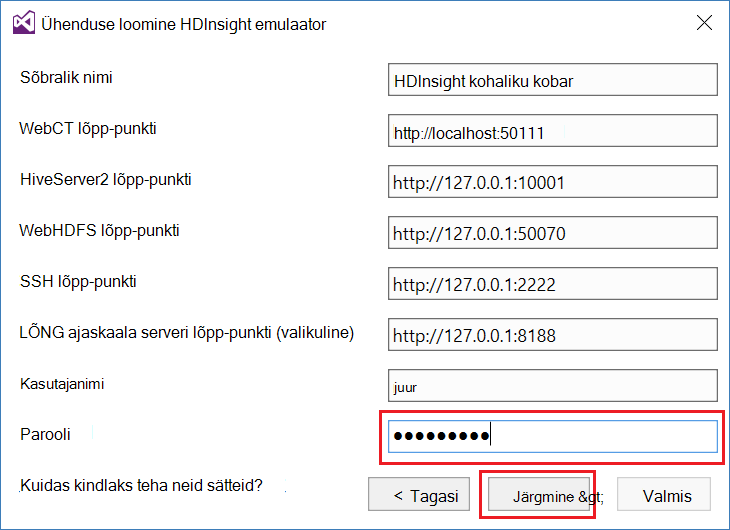 Ühenduse loomine HDInsight emulaator
Sõbralik nimi HDInsight kohaliku kobar
WebCT lõpp-punkti http://localhost:50111
HiveServer2 lõpp-punkti http://127.0.0.1:10001
WebHDFS lõpp-punkti http://127.0.0.1:50070
SSH lõpp-punkti http://127.0.0.1:2222
LÕNG ajaskaala serveri lõpp-punkti (valikuline) http://127.0.0.1:8188
Kasutajanimi juur
Parooli ●●●●●●●●●
Kuidas kindlaks teha neid sätteid? < Tagasi Järgmine &gt; Valmis